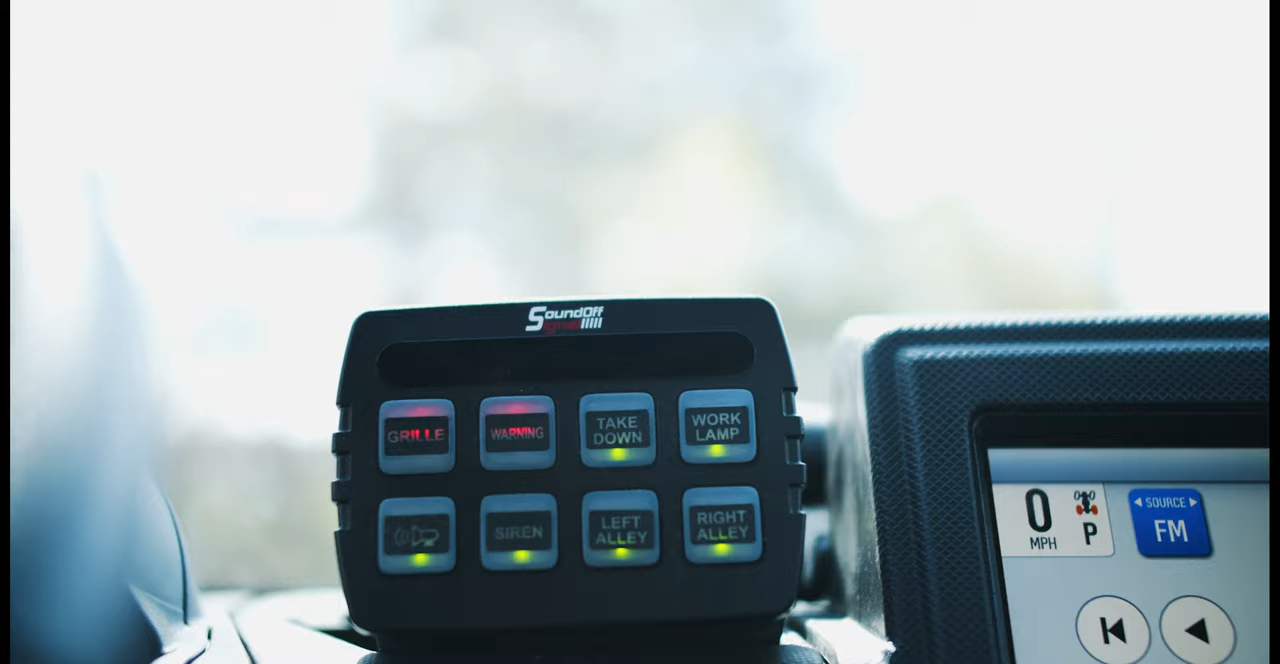 SoundOff
Signal
GRILLE
WARNING
TAKE
DOWN
WORK
LAMP
SIREN
LEFT
ALLEY
RIGHT
ALLEY
0
MPH
P
SOURCE
FM